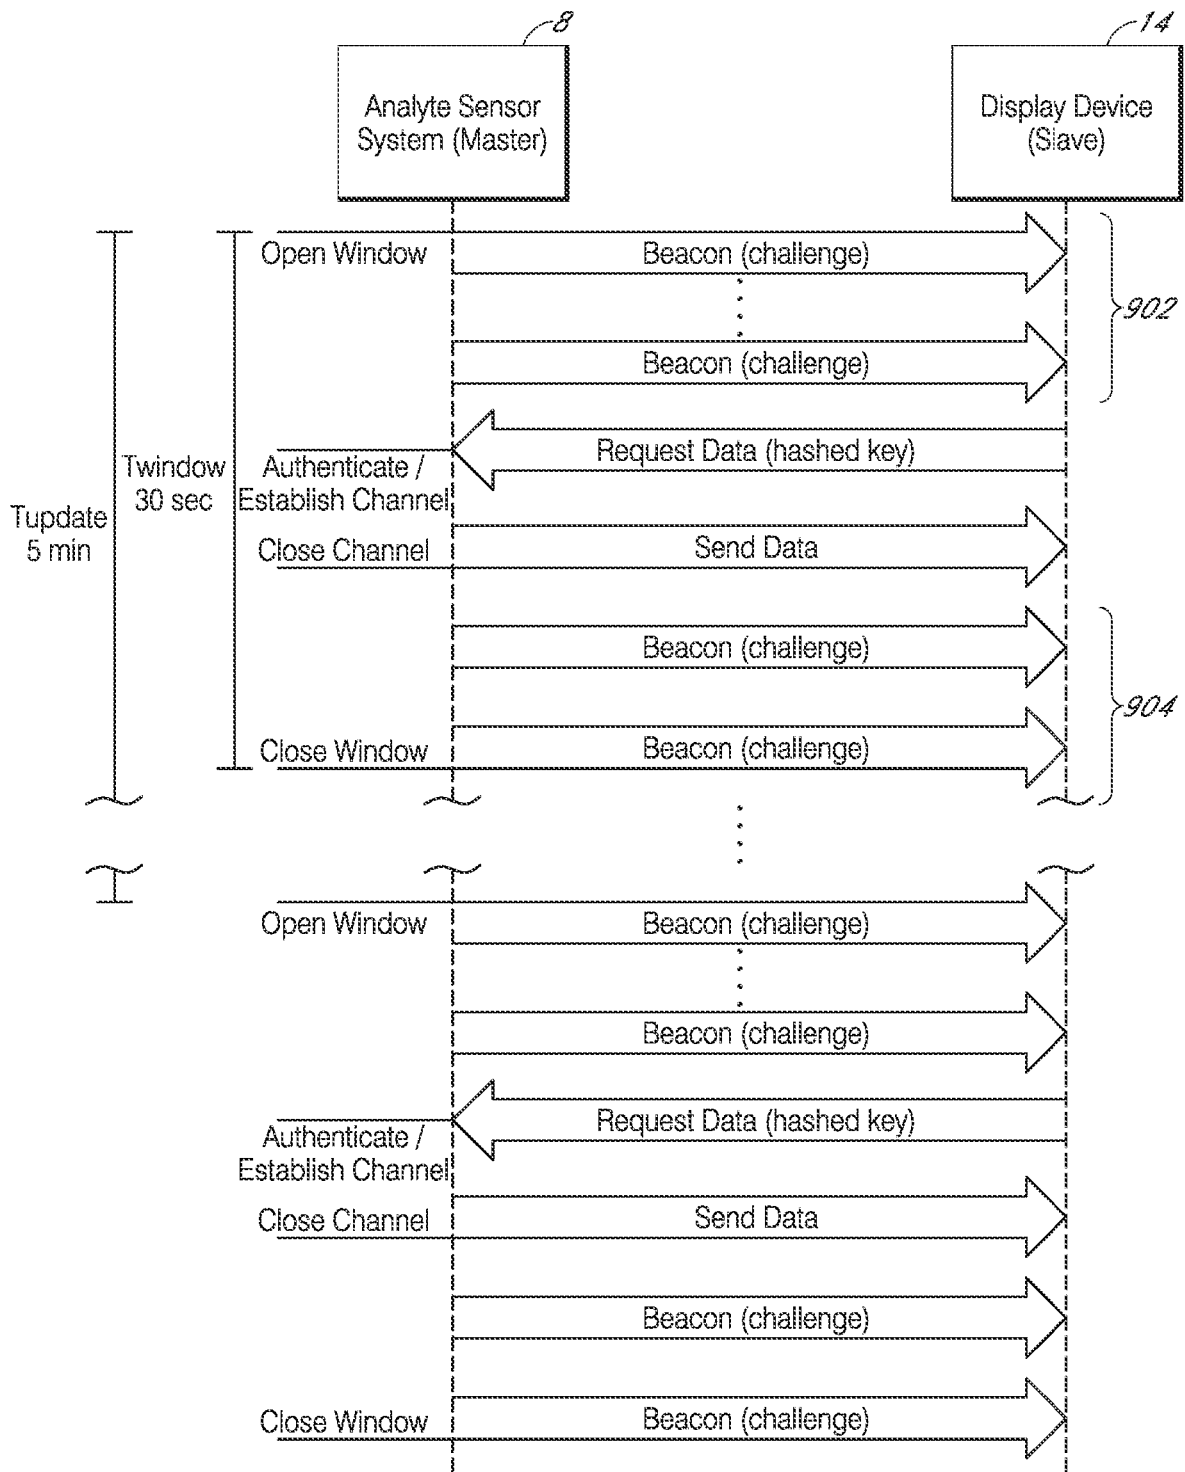 8
14
Analyte Sensor
System (Master)
Display Device
(Slave)
Open Window
Beacon (challenge)
902
Beacon (challenge)
Request Data (hashed key)
Authenticate /
Establish Channel
Twindow
30 sec
Tupdate
5 min
Close Channel
Send Data
Beacon (challenge)
904
Close Window
Beacon (challenge)
Open Window
Beacon (challenge)
Beacon (challenge)
Request Data (hashed key)
Authenticate /
Establish Channel
Close Channel
Send Data
Beacon (challenge)
Close Window
Beacon (challenge)